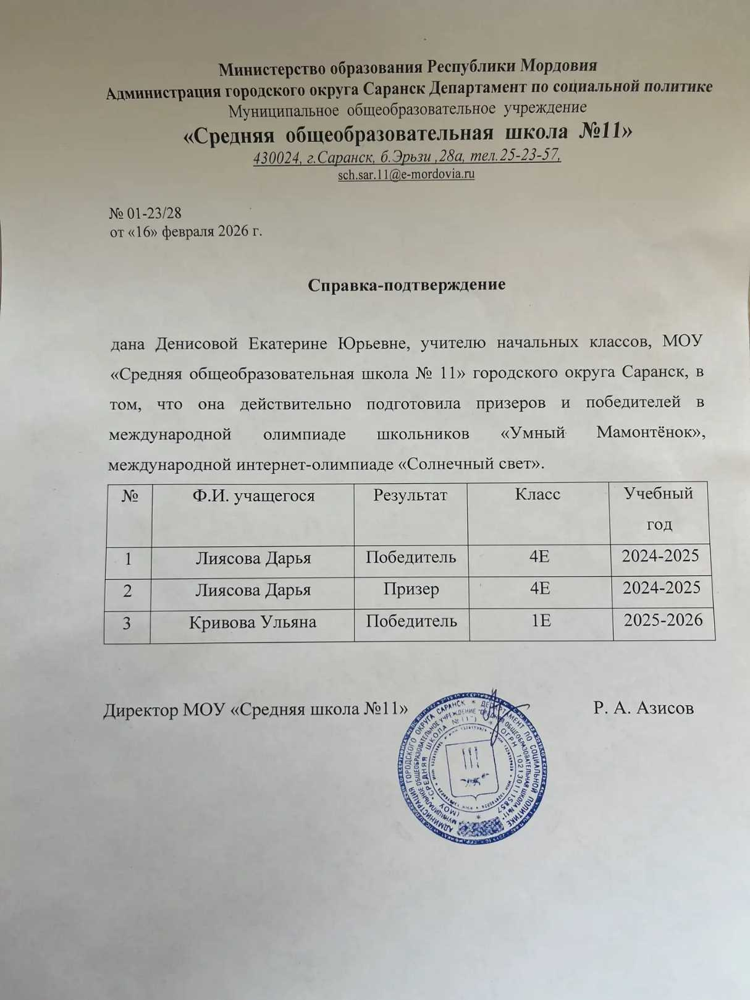 Министерство образования Республики Мордовия
Администрация городского округа Саранск Департамент по социальной политике
Муниципальное общеобразовательное учреждение
«Средняя общеобразовательная школа №11»
430024, г.Саранск, б.Эрьзи ,28а, тел.25-23-57,
sch.sar.11@e-mordovia.ru
№ 01-23/28
от «16» февраля 2026 г.
Справка-подтверждение
дана Денисовой Екатерине Юрьевне, учителю начальных классов, МОУ
«Средняя общеобразовательная школа № 11» городского округа Саранск, в
том, что она действительно подготовила призеров и победителей в
международной олимпиаде школьников «Умный Мамонтёнок»,
международной интернет-олимпиаде «Солнечный свет».
№ Ф.И. учащегося Результат Класс Учебный
год
1 Лиясова Дарья Победитель 4Е 2024-2025
2 Лиясова Дарья Призер 4Е 2024-2025
3 Кривова Ульяна Победитель 1Е 2025-2026
Директор МОУ «Средняя школа №11» Р. А. Азисов
АДМИНИСТРАЦИЯ ГОРОДСКОГО ОКРУГА САРАНСК * ДЕПАРТАМЕНТ ПО СОЦИАЛЬНОЙ ПОЛИТИКЕ
МУНИЦИПАЛЬНОЕ ОБЩЕОБРАЗОВАТЕЛЬНОЕ УЧРЕЖДЕНИЕ "СРЕДНЯЯ ОБЩЕОБРАЗОВАТЕЛЬНАЯ ШКОЛА №11"
(МОУ "СРЕДНЯЯ ШКОЛА №11") * ОГРН 1021301115857